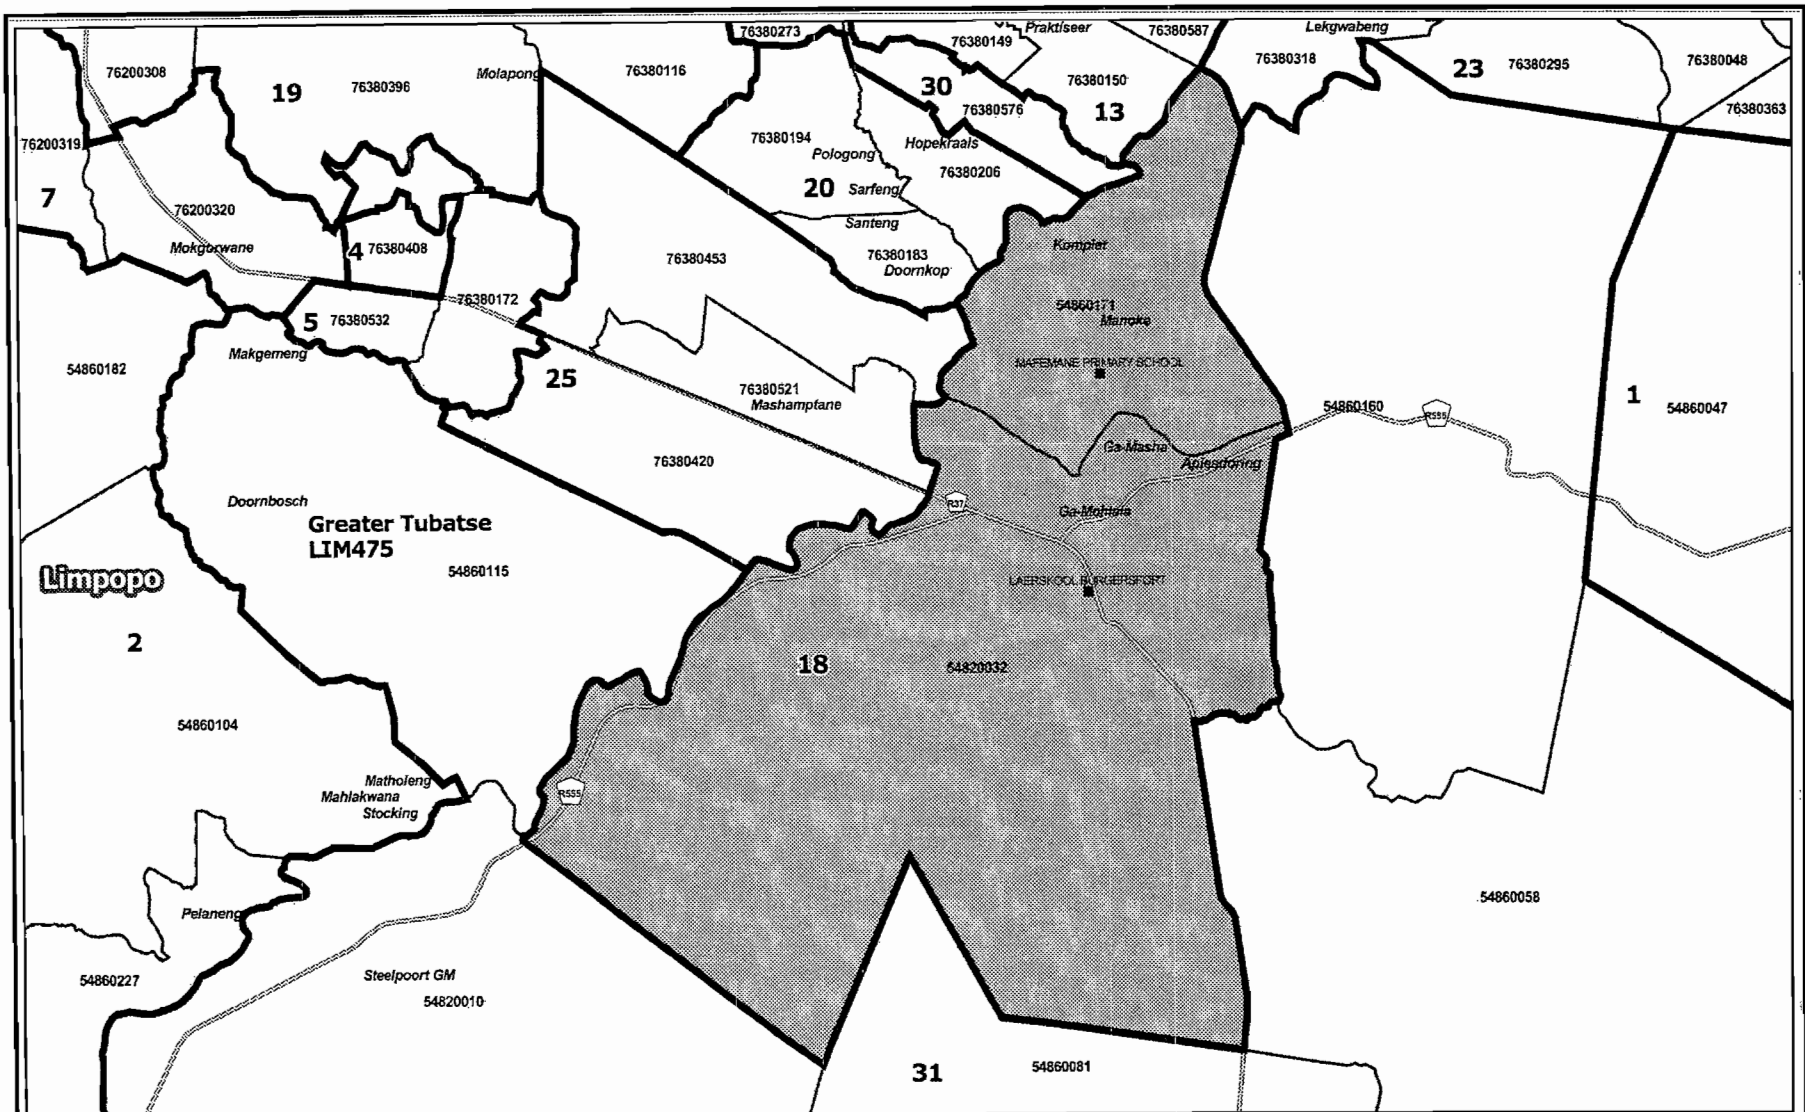 76380273
76380149
Praktiseer
76380587
Lekgwabeng
76200308
19
76380396
Molapong
76380116
30
76380576
76380150
13
76380318
23
76380295
76380048
76380363
76200319
76380194
Pologong
Hopekraals
76380206
7
76200320
20
Sarfeng
Santeng
Mokgorwane
4
76380408
76380453
76380183
Doornkop
Komplet
76380172
54860171
Manoke
5
76380532
Makgemeng
MAFEMANE PRIMARY SCHOOL
54860182
25
76380521
Mashamptane
54860160
R555
1
54860047
76380420
Ga-Masha
Apiesdoring
Doornbosch
R37
Ga-Mohlala
Greater Tubatse
LIM475
54860115
Limpopo
LAERSKOOL BURGERSFORT
2
18
54820032
54860104
Matholeng
Mahlakwana
Stocking
R555
54860058
Pelaneng
54860227
Steelpoort GM
54820010
31
54860081